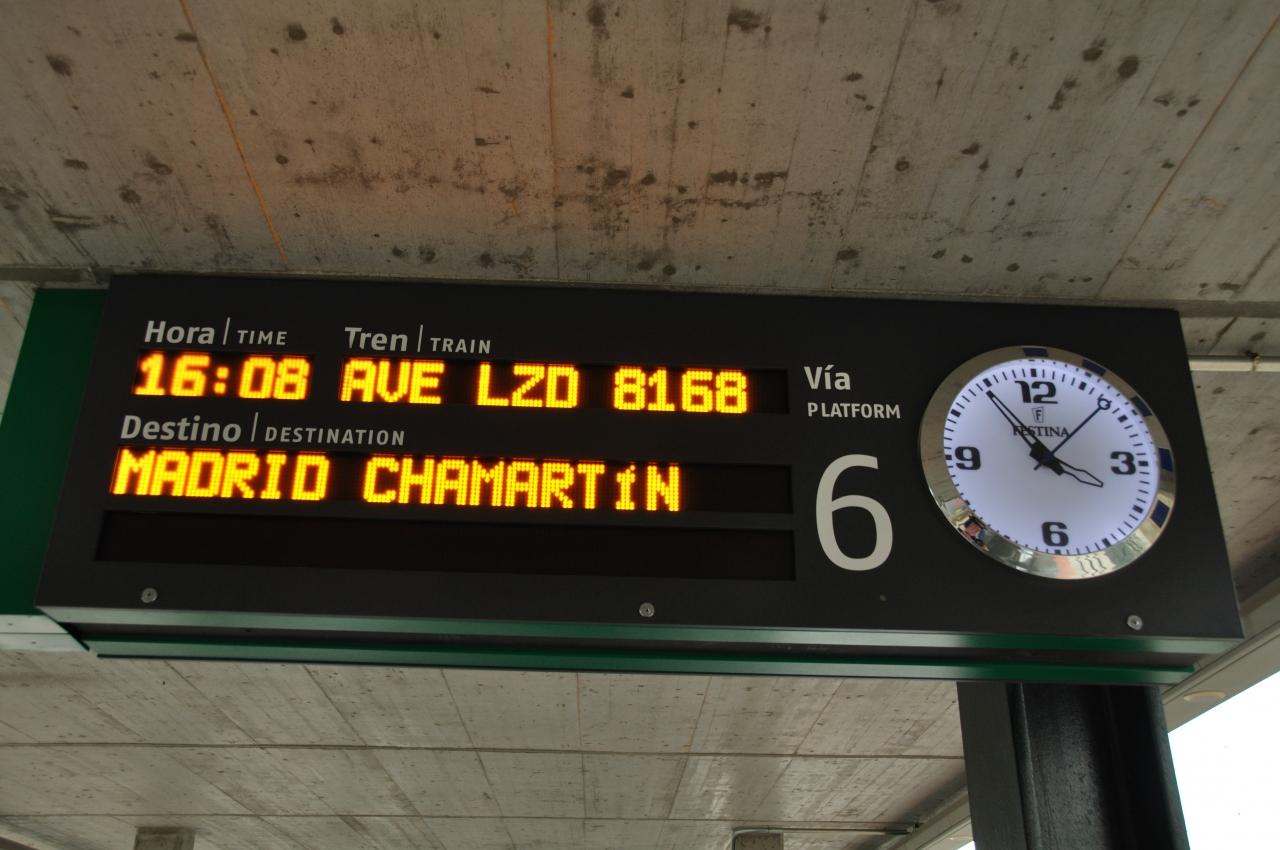 Hora | TIME Tren | TRAIN
16:08 AVE LZD 8168
Destino | DESTINATION
MADRID CHAMARTíN
Vía
PLATFORM
6
12
F
FESTINA
9 3
6